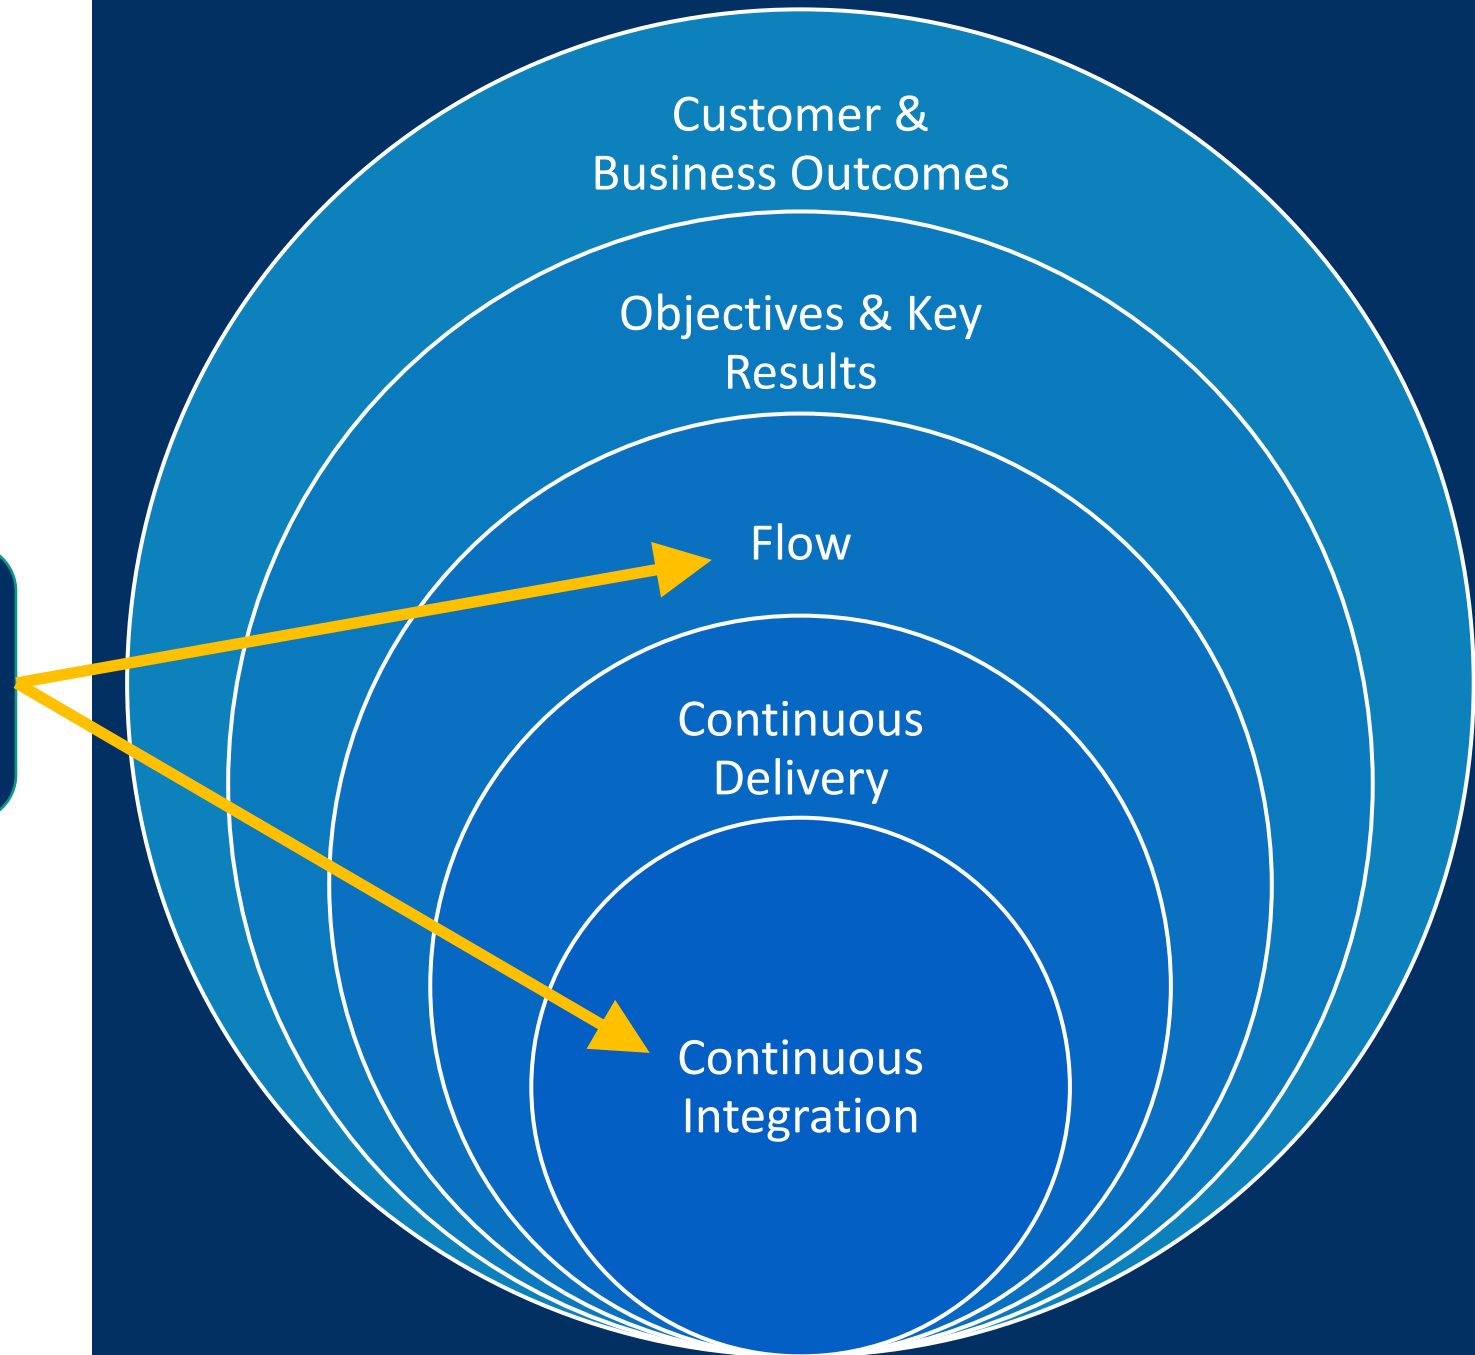 Customer &
Business Outcomes
Objectives & Key
Results
Flow
Continuous
Delivery
Continuous
Integration